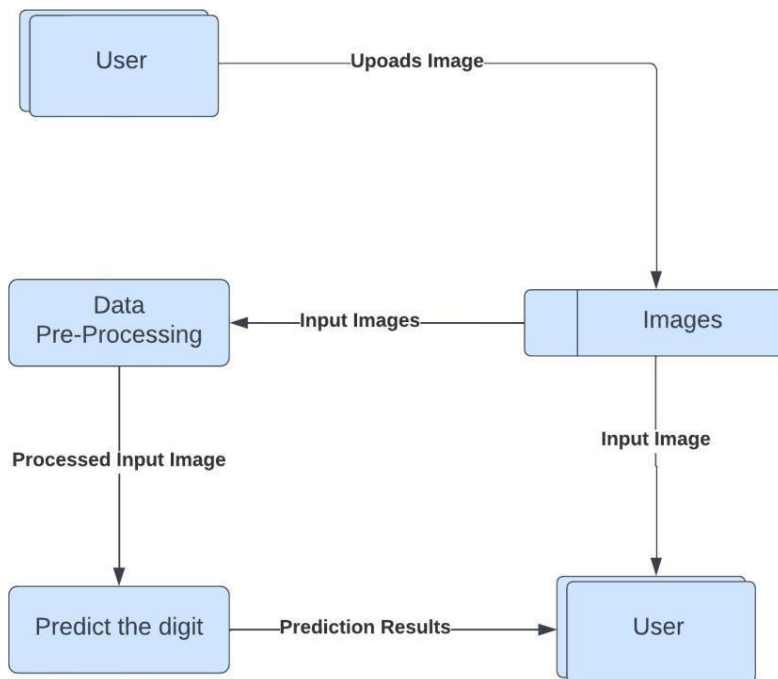 User
Upoads Image
Data
Pre-Processing
Input Images
Images
Processed Input Image
Input Image
Predict the digit
Prediction Results
User